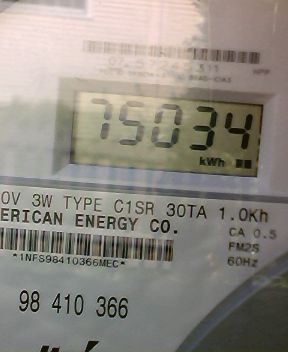 75034
kWh
0V 3W TYPE C1SR 30TA 1.0Kh
ERICAN ENERGY CO.
CA 0.5
*1NFS98410366MEC*
FM2S
60Hz
98 410 366